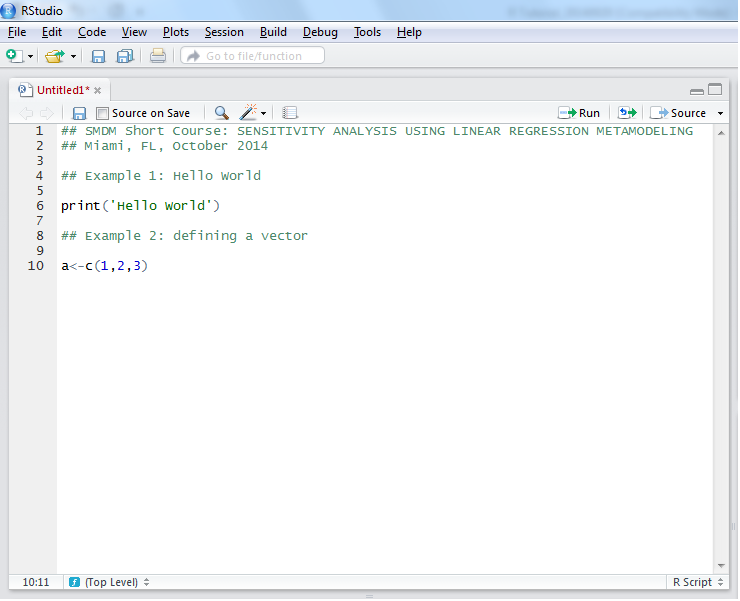 RStudio
File Edit Code View Plots Session Build Debug Tools Help
Go to file/function
Untitled1*
Source on Save Run Source
1 ## SMDM Short Course: SENSITIVITY ANALYSIS USING LINEAR REGRESSION METAMODELING
2 ## Miami, FL, October 2014
3
4 ## Example 1: Hello World
5
6 print('Hello World')
7
8 ## Example 2: defining a vector
9
10 a<-c(1,2,3)
10:11 (Top Level) R Script